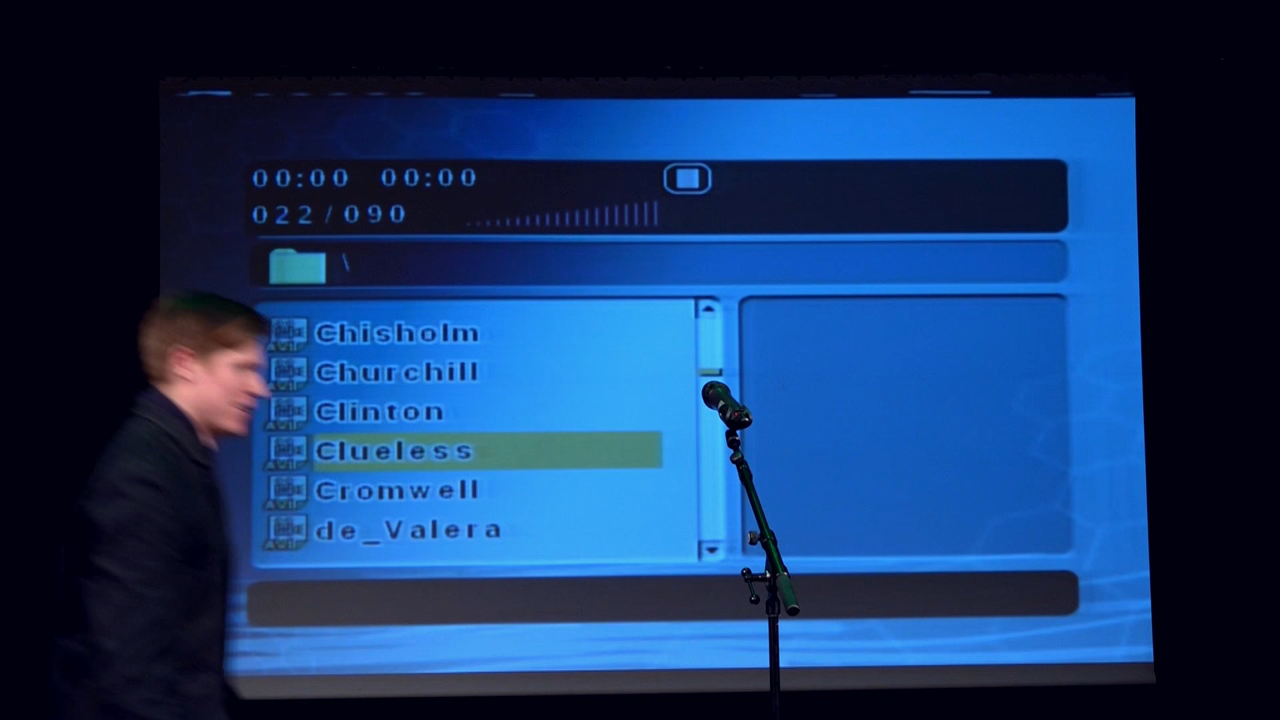 00:00 00:00
022/090
\
Chisholm
Churchill
Clinton
Clueless
Cromwell
de_Valera